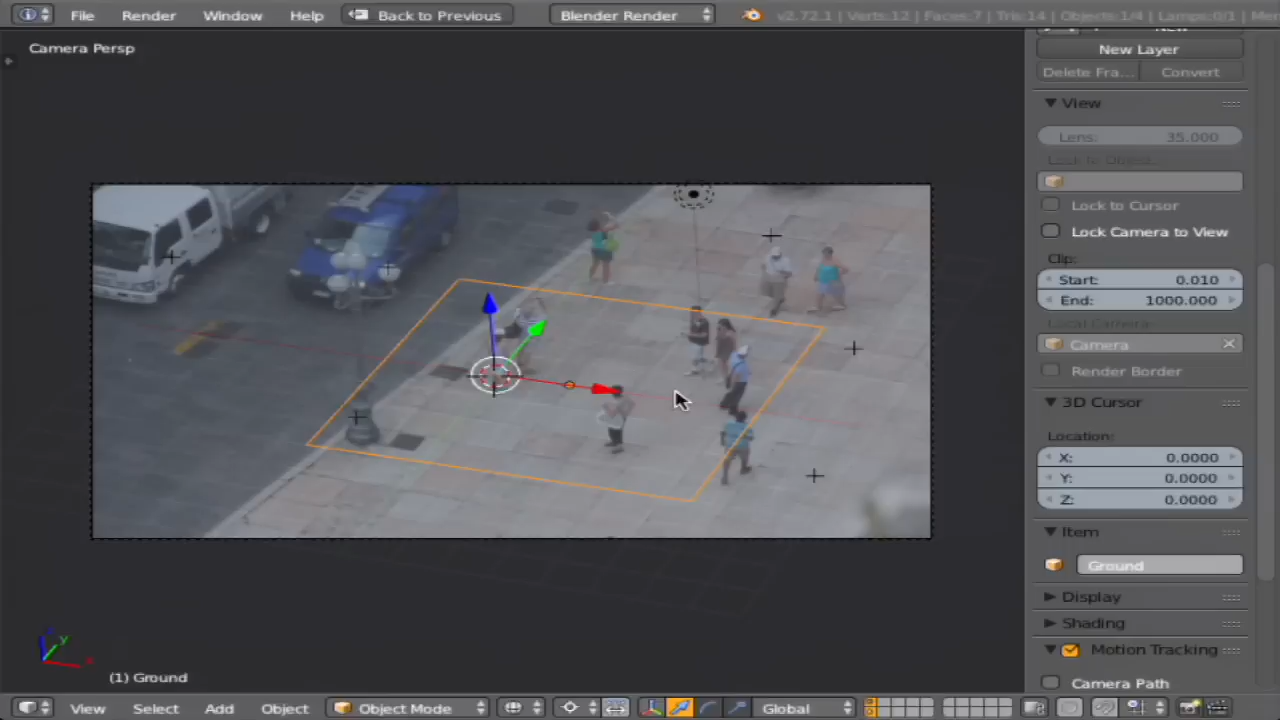 File Render Window Help Back to Previous Blender Render v2.72.1 | Verts:12 | Faces:7 | Tris:14 | Objects:1/4 | Lamps:0/1 |
Camera Persp
New
New Layer
Delete Fra... Convert
View
Lens: 35.000
Lock to Object:
Lock to Cursor
Lock Camera to View
Clip:
Start: 0.010
End: 1000.000
Local Camera:
Camera
Render Border
3D Cursor
Location:
X: 0.0000
Y: 0.0000
Z: 0.0000
Item
Ground
Display
Shading
Motion Tracking
Camera Path
(1) Ground
View Select Add Object Object Mode Global